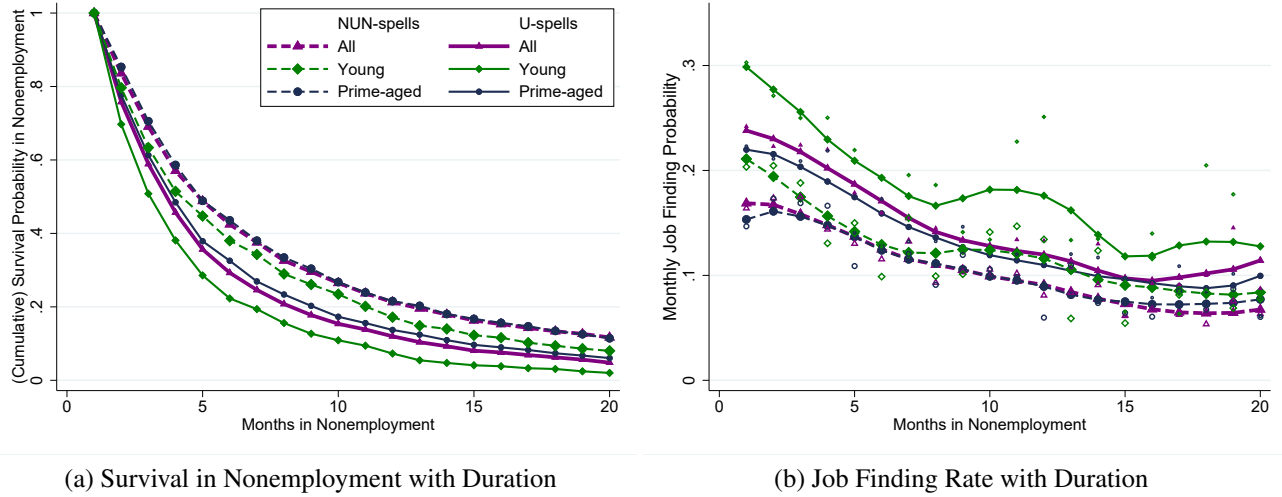 (Cumulative) Survival Probability in Nonemployment
1
.8
.6
.4
.2
0
NUN-spells U-spells
All All
Young Young
Prime-aged Prime-aged
0 5 10 15 20
Months in Nonemployment
Monthly Job Finding Probability
.3
.2
.1
0
0 5 10 15 20
Months in Nonemployment
(a) Survival in Nonemployment with Duration
(b) Job Finding Rate with Duration